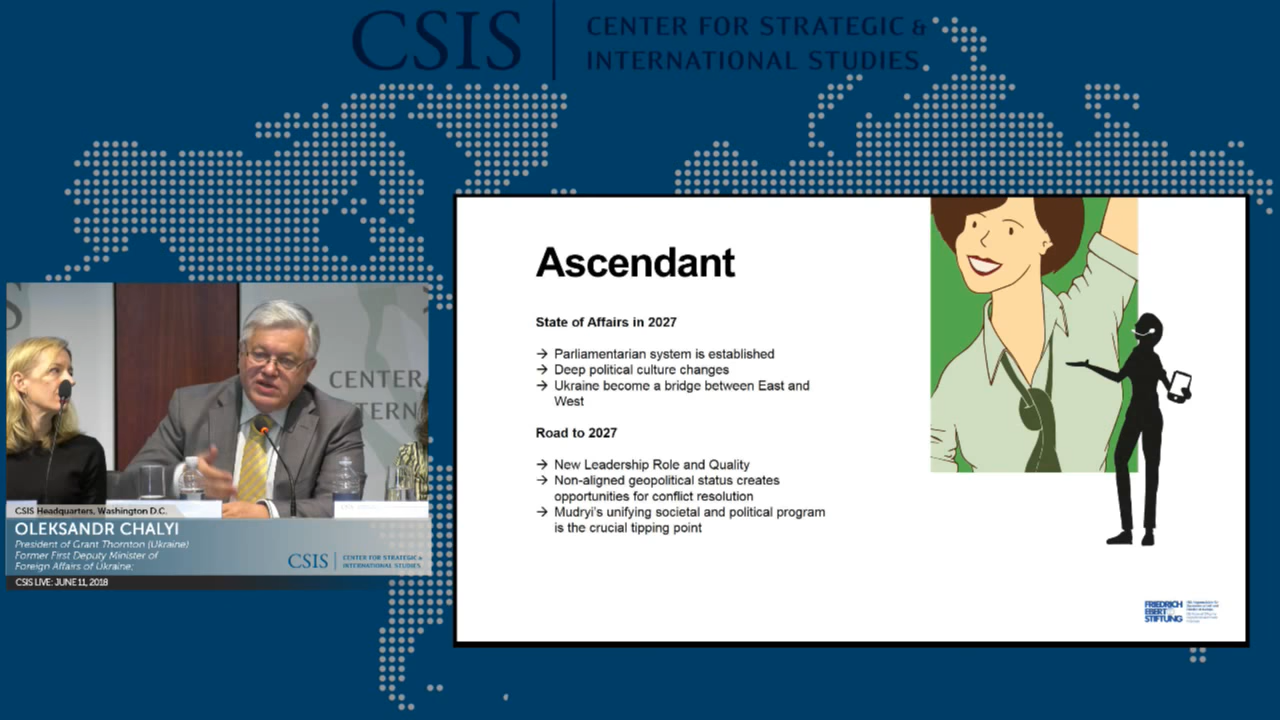 CSIS
CENTER FOR STRATEGIC &
INTERNATIONAL STUDIES
Ascendant
State of Affairs in 2027
→ Parliamentarian system is established
→ Deep political culture changes
→ Ukraine become a bridge between East and
West
Road to 2027
→ New Leadership Role and Quality
→ Non-aligned geopolitical status creates
opportunities for conflict resolution
→ Mudryi's unifying societal and political program
is the crucial tipping point
FRIEDRICH
EBERT
STIFTUNG
S
CENTER
TERN
CSIS Headquarters, Washington D.C.
OLEKSANDR CHALYI
President of Grant Thornton (Ukraine)
Former First Deputy Minister of
Foreign Affairs of Ukraine;
CSIS
CENTER FOR STRATEGIC &
INTERNATIONAL STUDIES
CSIS LIVE: JUNE 11, 2018